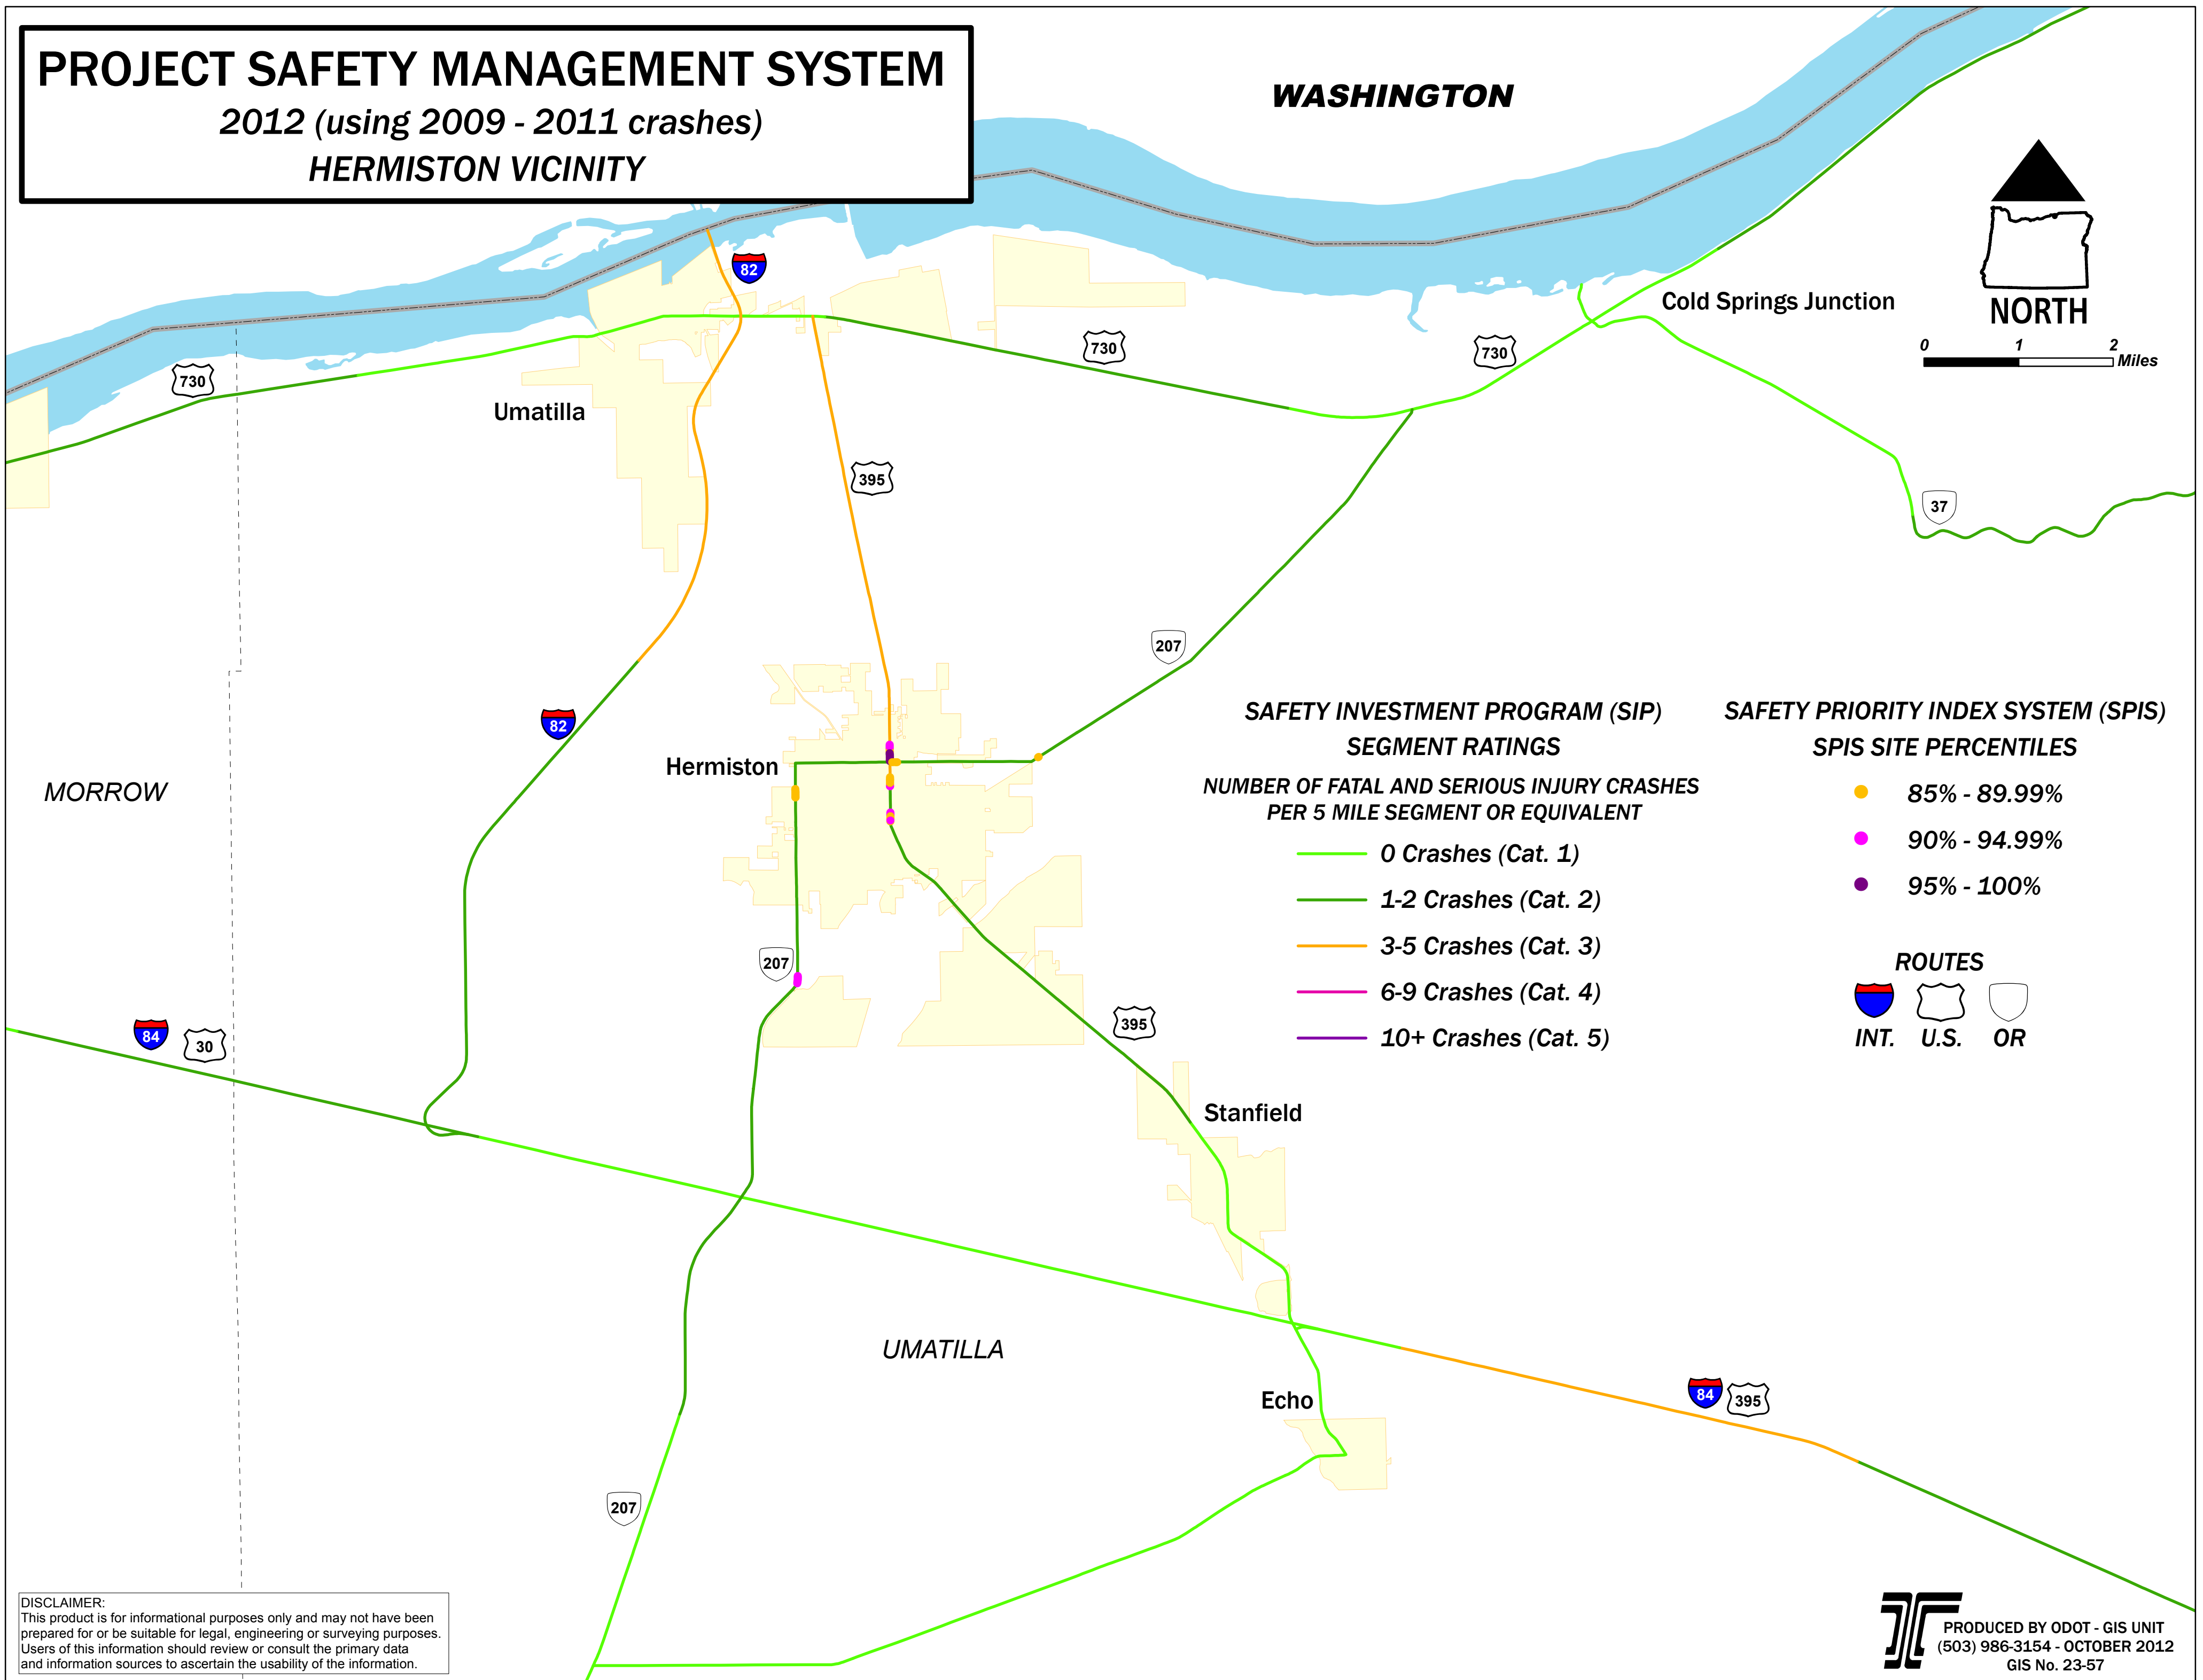 PROJECT SAFETY MANAGEMENT SYSTEM
2012 (using 2009 - 2011 crashes)
HERMISTON VICINITY
WASHINGTON
NORTH
0 1 2
Miles
82
Cold Springs Junction
730
730
730
Umatilla
395
37
207
82
Hermiston
MORROW
SAFETY INVESTMENT PROGRAM (SIP)
SEGMENT RATINGS
NUMBER OF FATAL AND SERIOUS INJURY CRASHES
PER 5 MILE SEGMENT OR EQUIVALENT
0 Crashes (Cat. 1)
1-2 Crashes (Cat. 2)
3-5 Crashes (Cat. 3)
6-9 Crashes (Cat. 4)
10+ Crashes (Cat. 5)
SAFETY PRIORITY INDEX SYSTEM (SPIS)
SPIS SITE PERCENTILES
85% - 89.99%
90% - 94.99%
95% - 100%
ROUTES
INT. U.S. OR
207
84 30
395
Stanfield
UMATILLA
Echo
84 395
207
DISCLAIMER:
This product is for informational purposes only and may not have been
prepared for or be suitable for legal, engineering or surveying purposes.
Users of this information should review or consult the primary data
and information sources to ascertain the usability of the information.
PRODUCED BY ODOT - GIS UNIT
(503) 986-3154 - OCTOBER 2012
GIS No. 23-57